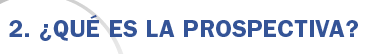 2. ¿QUÉ ES LA PROSPECTIVA?